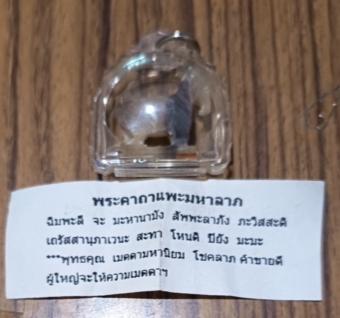 พระคาถาแพะมหาลาภ
ฉิมพะลี จะ มะหานามัง สัพพะลาภัง ภะวิสสะติ
เถรัสสานุภาเวนะ สะทา โหนติ ปิยัง มะมะ
***พุทธคุณ เมตตามหานิยม โชคลาภ ค้าขายดี
ผู้ใหญ่จะให้ความเมตตาฯ